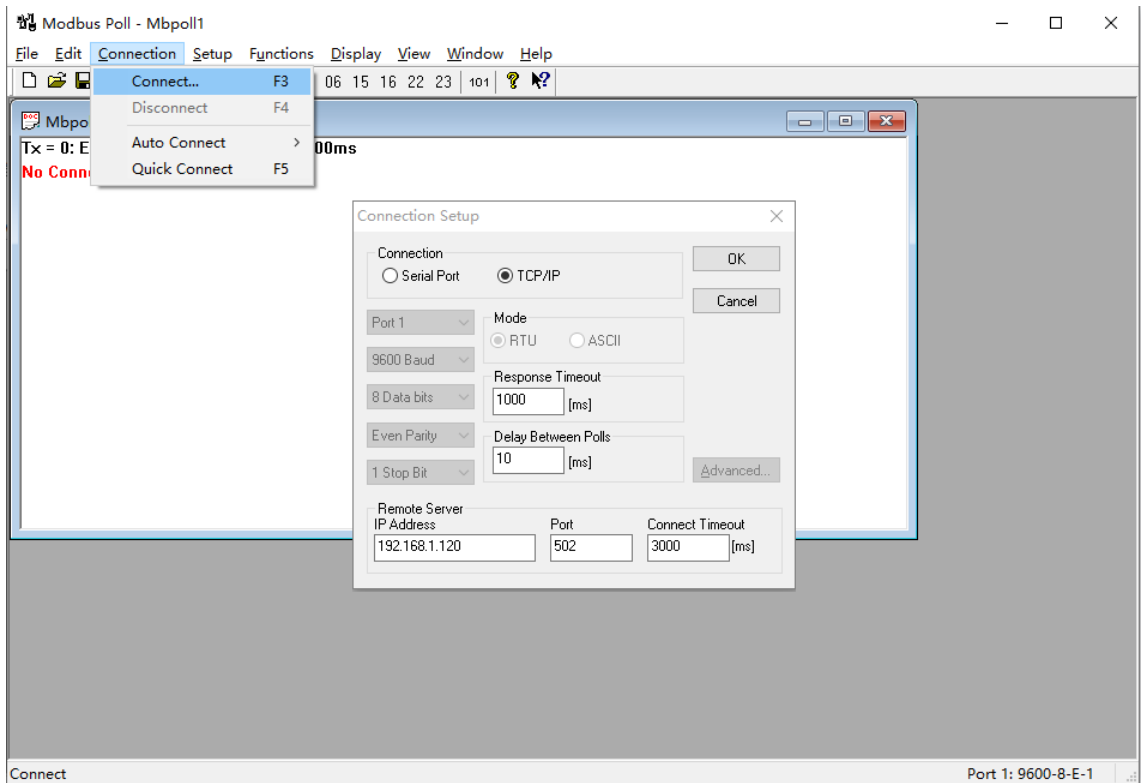 Modbus Poll - Mbpoll1
File Edit Connection Setup Functions Display View Window Help
Connect... F3
06 15 16 22 23 101
Disconnect F4
Auto Connect
Quick Connect F5
Mbpo
Tx = 0: E 00ms
No Conn
Connection Setup
Connection
Serial Port TCP/IP
OK
Cancel
Port 1
Mode
RTU ASCII
9600 Baud
Response Timeout
8 Data bits
1000 [ms]
Even Parity
Delay Between Polls
10 [ms]
1 Stop Bit
Advanced...
Remote Server
IP Address Port Connect Timeout
192.168.1.120 502 3000 [ms]
Connect Port 1: 9600-8-E-1